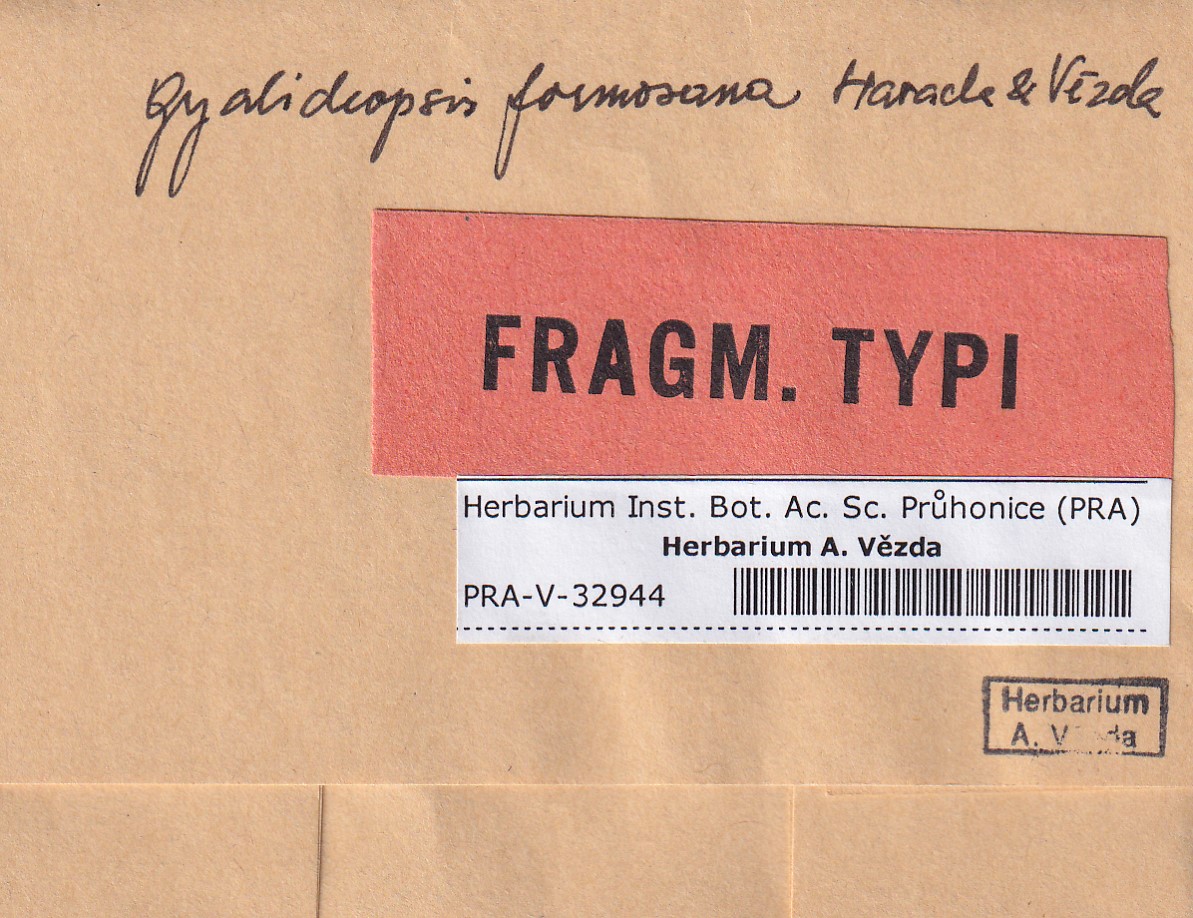 Gyalideopsis formosana Harada & Vězda
FRAGM. TYPI
Herbarium Inst. Bot. Ac. Sc. Průhonice (PRA)
Herbarium A. Vězda
PRA-V-32944
Herbarium
A. V